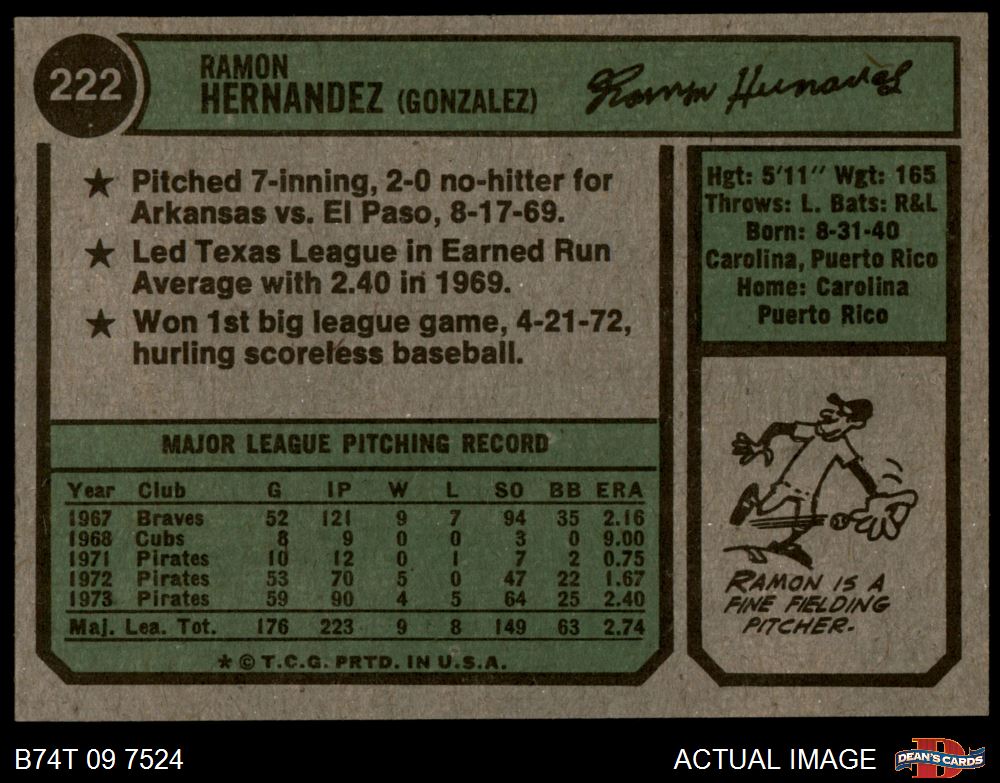 222
RAMON
HERNANDEZ (GONZALEZ)
Ramon Hernandez
★ Pitched 7-inning, 2-0 no-hitter for
Arkansas vs. El Paso, 8-17-69.
★ Led Texas League in Earned Run
Average with 2.40 in 1969.
★ Won 1st big league game, 4-21-72,
hurling scoreless baseball.
Hgt: 5'11" Wgt: 165
Throws: L. Bats: R&L
Born: 8-31-40
Carolina, Puerto Rico
Home: Carolina
Puerto Rico
MAJOR LEAGUE PITCHING RECORD
Year Club G IP W L SO BB ERA
1967 Braves 52 121 9 7 94 35 2.16
1968 Cubs 8 9 0 0 3 0 9.00
1971 Pirates 10 12 0 1 7 2 0.75
1972 Pirates 53 70 5 0 47 22 1.67
1973 Pirates 59 90 4 5 64 25 2.40
Maj. Lea. Tot. 176 223 9 8 149 63 2.74
★ © T.C.G. PRTD. IN U.S.A.
RAMON IS A
FINE FIELDING
PITCHER.
B74T 09 7524
ACTUAL IMAGE
DEAN'S CARDS